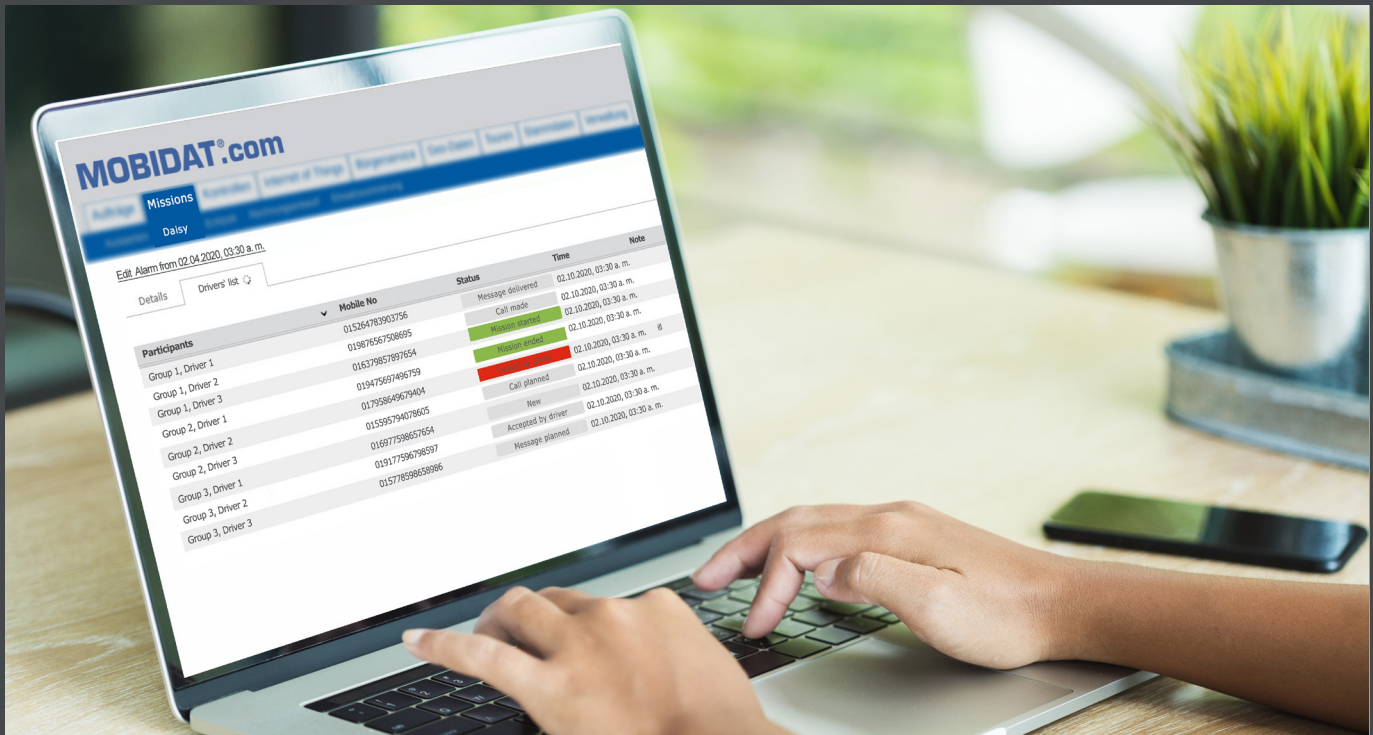 MOBIDAT®.com
Aufträge Missions Kontrollen Internet of Things Bürgerservice Geo-Daten Touren Stammdaten Verwaltung
Daisy
Edit Alarm from 02.04.2020, 03:30 a. m.
Details Drivers' list
Participants Mobile No Status Time Note
Group 1, Driver 1 015264783903756 Message delivered 02.10.2020, 03:30 a. m.
Group 1, Driver 2 019876567508695 Call made 02.10.2020, 03:30 a. m.
Group 1, Driver 3 016379857897654 Mission started 02.10.2020, 03:30 a. m.
Group 2, Driver 1 019475697496759 Mission ended 02.10.2020, 03:30 a. m.
Group 2, Driver 2 017958649679404 02.10.2020, 03:30 a. m.
Group 2, Driver 3 015595794078605 Call planned 02.10.2020, 03:30 a. m.
Group 3, Driver 1 016977598657654 New 02.10.2020, 03:30 a. m.
Group 3, Driver 2 019177596798597 Accepted by driver 02.10.2020, 03:30 a. m.
Group 3, Driver 3 015778598658986 Message planned 02.10.2020, 03:30 a. m.